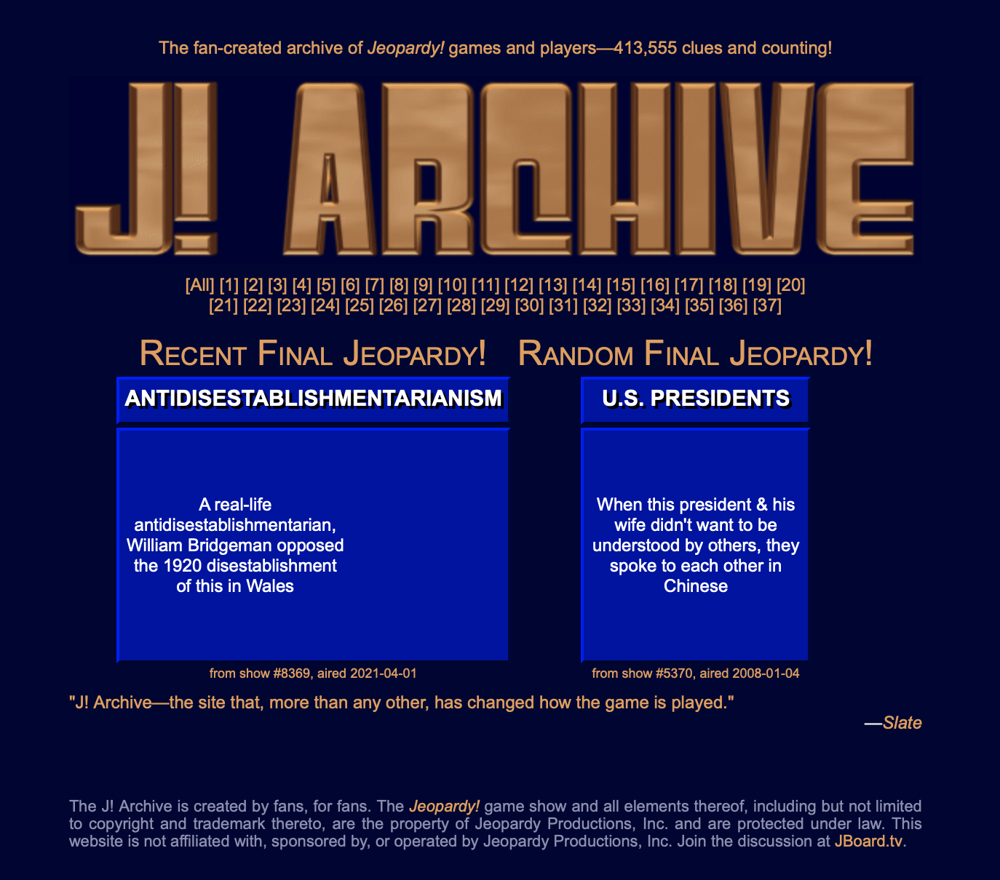 The fan-created archive of Jeopardy! games and players—413,555 clues and counting!
J! ARCHIVE
[All] [1] [2] [3] [4] [5] [6] [7] [8] [9] [10] [11] [12] [13] [14] [15] [16] [17] [18] [19] [20]
[21] [22] [23] [24] [25] [26] [27] [28] [29] [30] [31] [32] [33] [34] [35] [36] [37]
Recent Final Jeopardy!
ANTIDISESTABLISHMENTARIANISM
A real-life
antidisestablishmentarian,
William Bridgeman opposed
the 1920 disestablishment
of this in Wales
from show #8369, aired 2021-04-01
Random Final Jeopardy!
U.S. PRESIDENTS
When this president & his
wife didn't want to be
understood by others, they
spoke to each other in
Chinese
from show #5370, aired 2008-01-04
"J! Archive—the site that, more than any other, has changed how the game is played."
—Slate
The J! Archive is created by fans, for fans. The Jeopardy! game show and all elements thereof, including but not limited
to copyright and trademark thereto, are the property of Jeopardy Productions, Inc. and are protected under law. This
website is not affiliated with, sponsored by, or operated by Jeopardy Productions, Inc. Join the discussion at JBoard.tv.